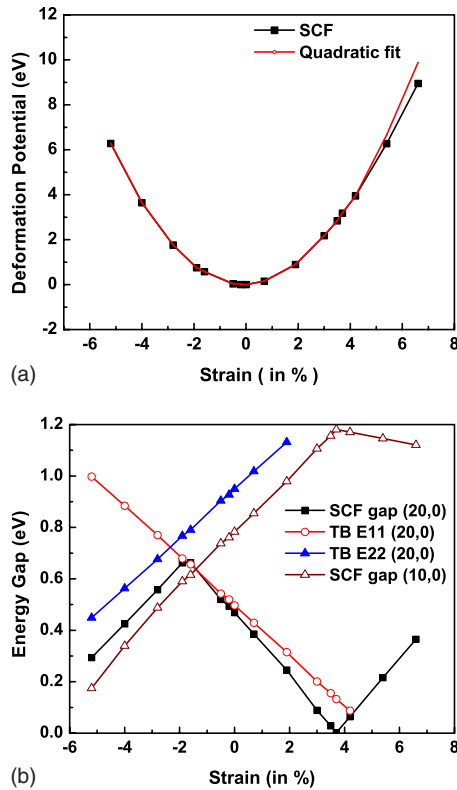 SCF
Quadratic fit
Deformation Potential (eV)
12
10
8
6
4
2
0
-2
-6 -4 -2 0 2 4 6 8
Strain ( in % )
(a)
Energy Gap (eV)
1.2
1.0
0.8
0.6
0.4
0.2
0.0
SCF gap (20,0)
TB E11 (20,0)
TB E22 (20,0)
SCF gap (10,0)
-6 -4 -2 0 2 4 6 8
Strain (in %)
(b)